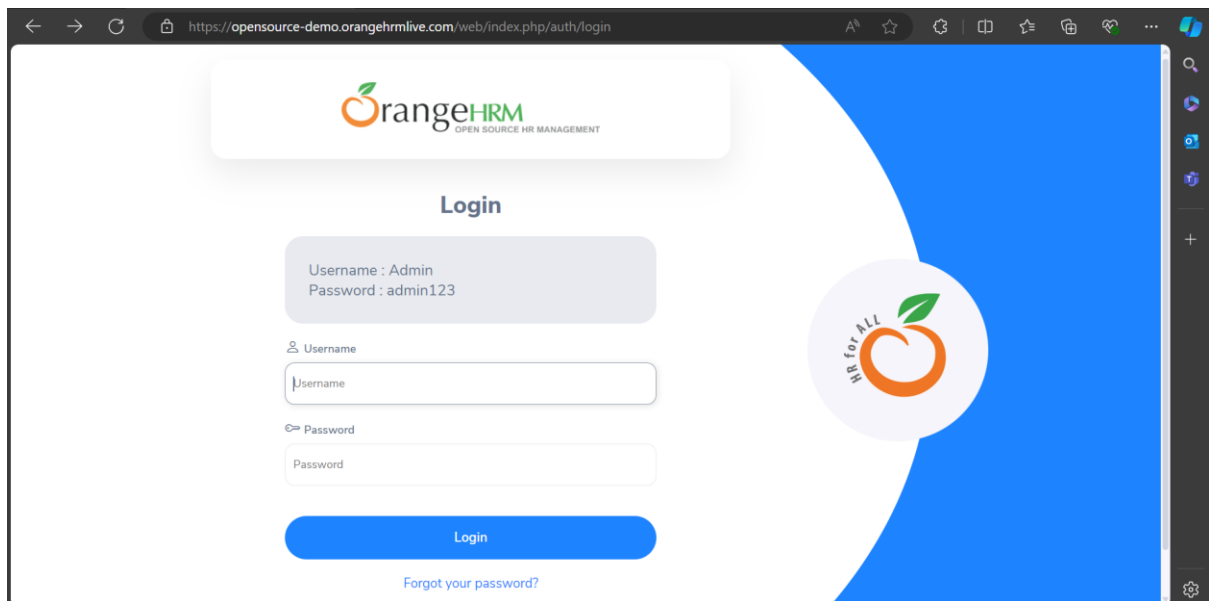 https://opensource-demo.orangehrmlive.com/web/index.php/auth/login
OrangeHRM
OPEN SOURCE HR MANAGEMENT
Login
Username : Admin
Password : admin123
Username
Username
Password
Password
Login
Forgot your password?
HR for ALL